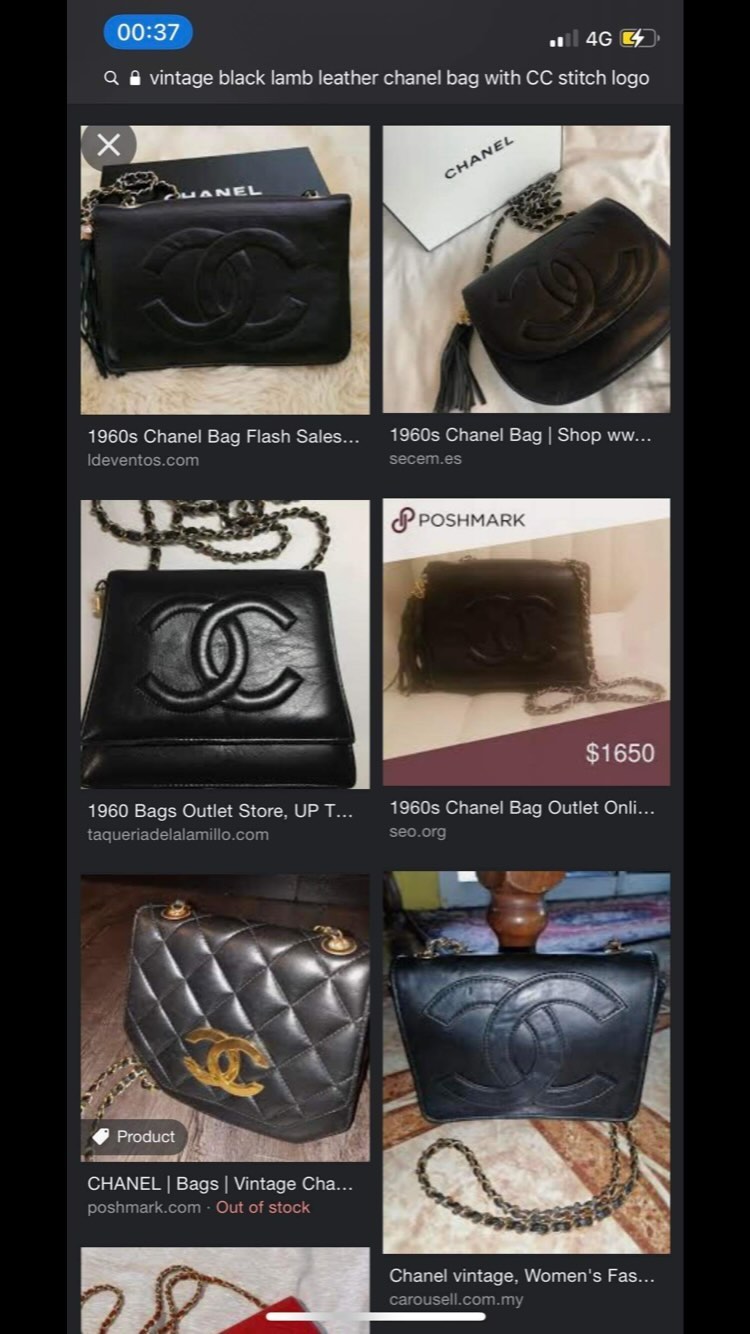 00:37
4G
vintage black lamb leather chanel bag with CC stitch logo
CHANEL
CHANEL
1960s Chanel Bag Flash Sales...
ldeventos.com
1960s Chanel Bag | Shop ww...
secem.es
POSHMARK
$1650
1960 Bags Outlet Store, UP T...
taqueriadelalamillo.com
1960s Chanel Bag Outlet Onli...
seo.org
Product
CHANEL | Bags | Vintage Cha...
poshmark.com · Out of stock
Chanel vintage, Women's Fas...
carousell.com.my